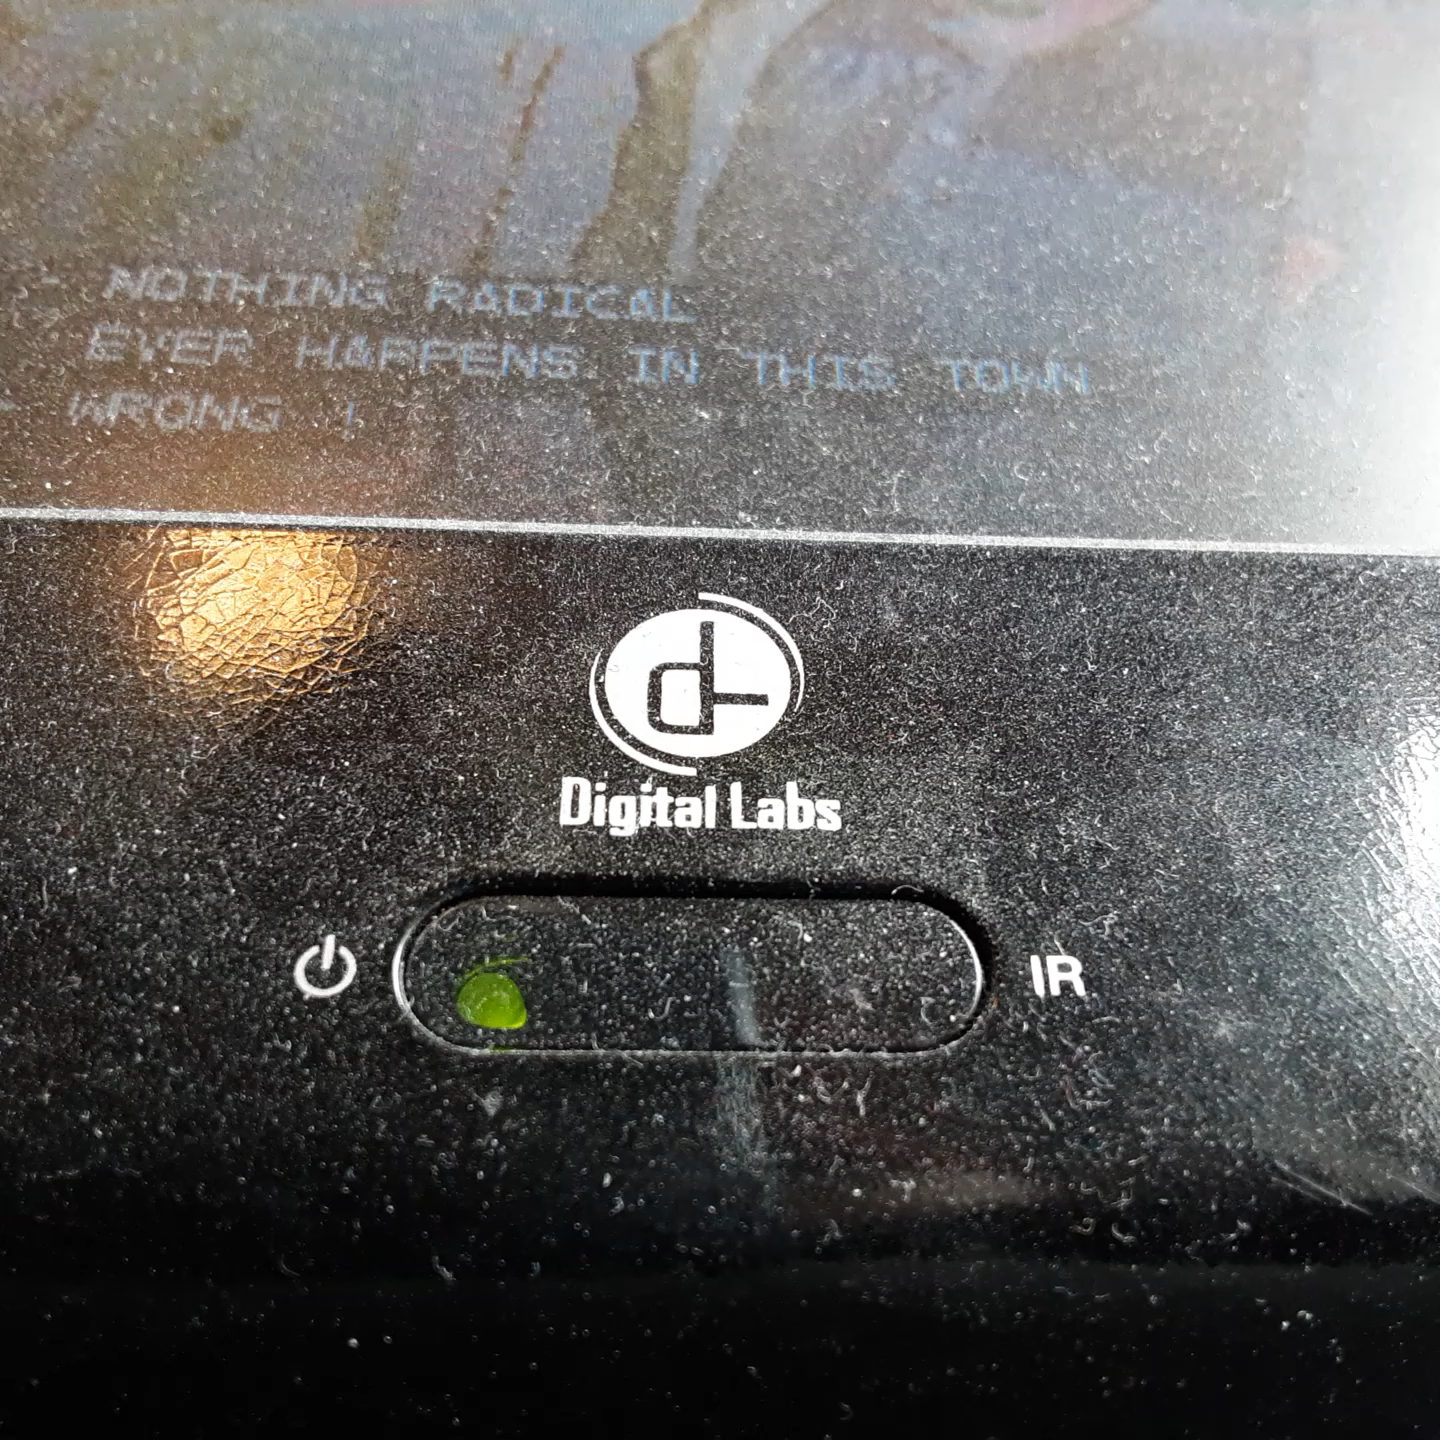 - NOTHING RADICAL
EVER HAPPENS IN THIS TOWN
- WRONG !
Digital Labs
IR